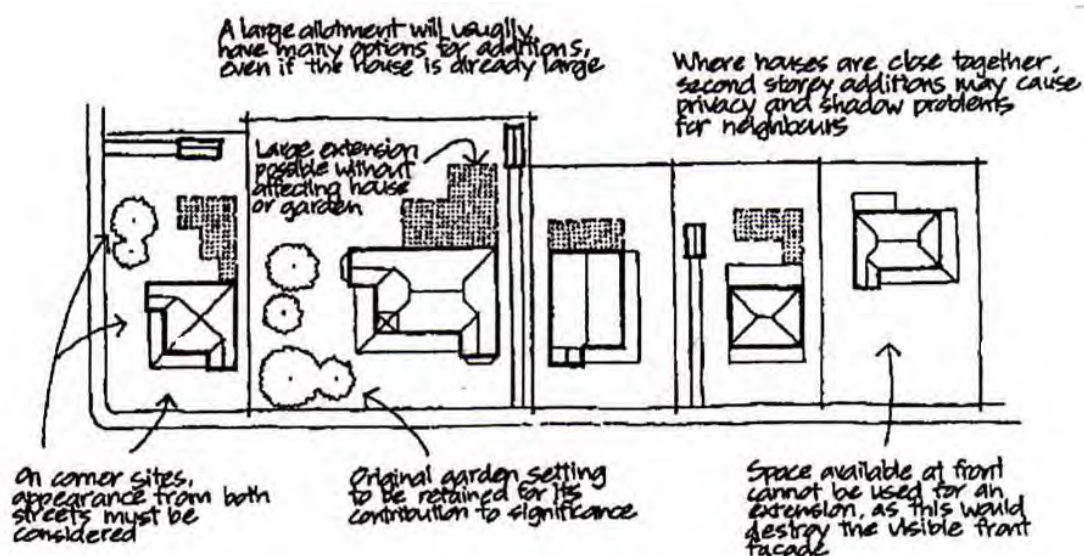 A large allotment will usually
have many options for additions,
even if the house is already large
Where houses are close together,
second storey additions may cause
privacy and shadow problems
for neighbours
Large extension
possible without
affecting house
or garden
On corner sites,
appearance from both
streets must be
considered
Original garden setting
to be retained for its
contribution to significance
Space available at front
cannot be used for an
extension, as this would
destroy the visible front
facade